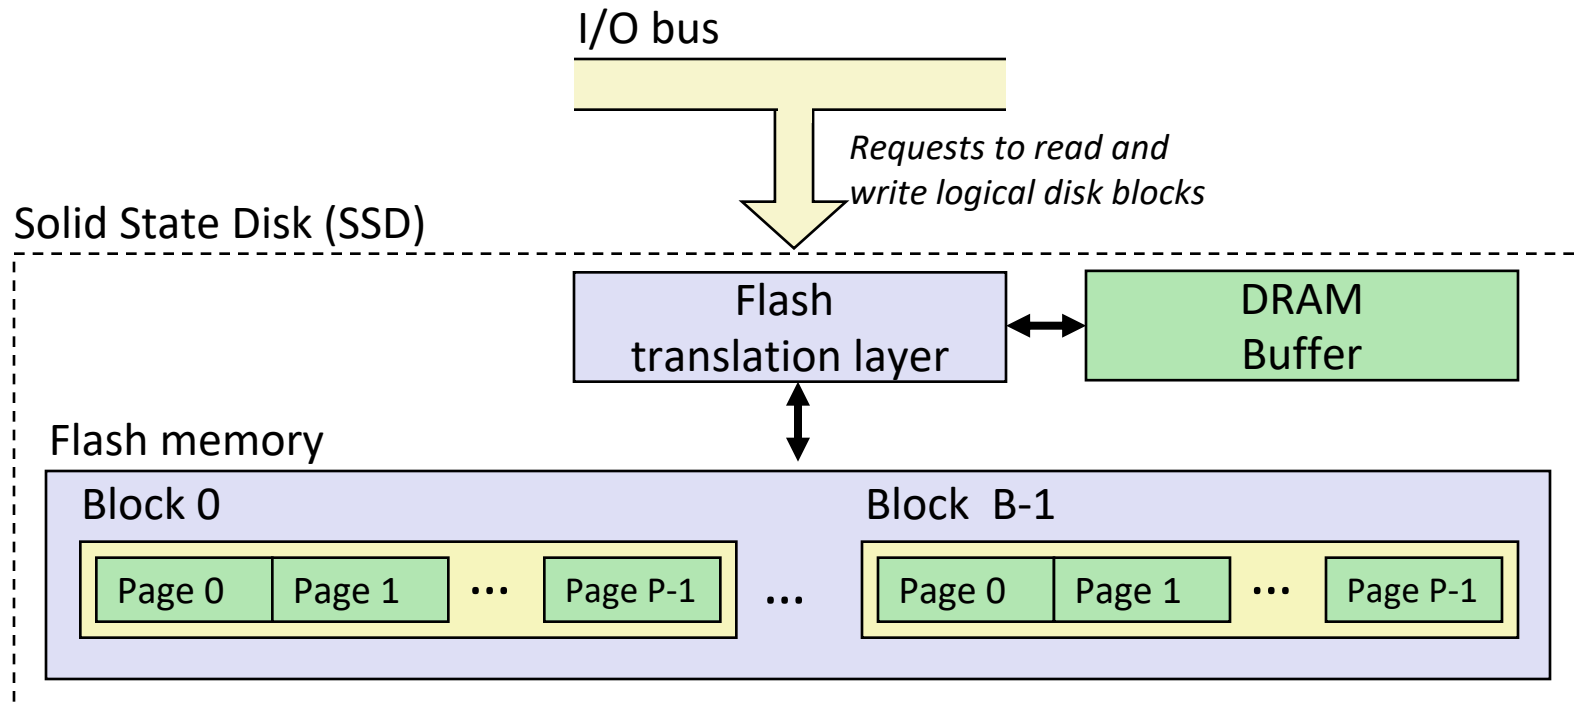 I/O bus
Requests to read and
write logical disk blocks
Solid State Disk (SSD)
Flash
translation layer
DRAM
Buffer
Flash memory
Block 0
Block B-1
Page 0 Page 1 ... Page P-1 ... Page 0 Page 1 ... Page P-1